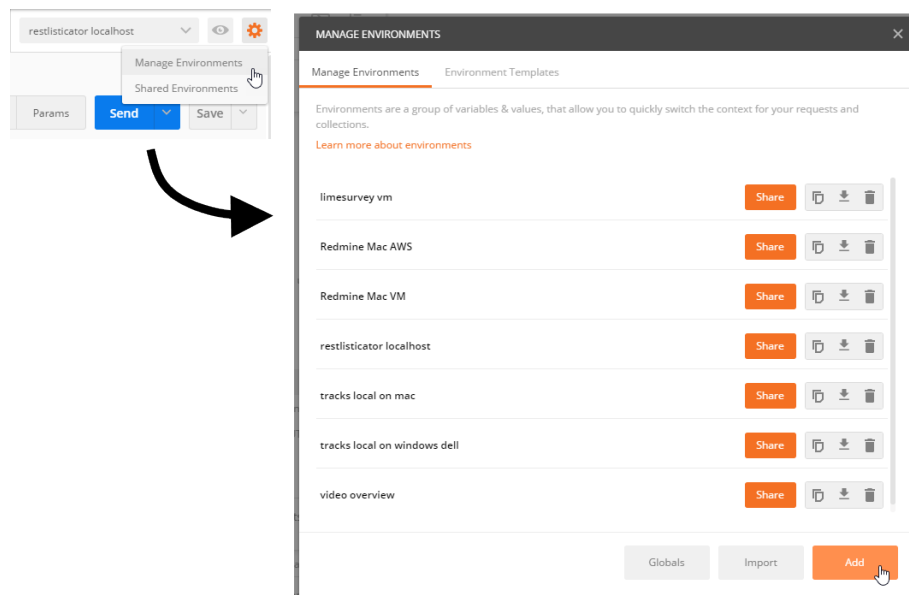 restlisticator localhost
Manage Environments
Shared Environments
Params
Send
Save
MANAGE ENVIRONMENTS
Manage Environments
Environment Templates
Environments are a group of variables & values, that allow you to quickly switch the context for your requests and
collections.
Learn more about environments
limesurvey vm
Share
Redmine Mac AWS
Share
Redmine Mac VM
Share
restlisticator localhost
Share
tracks local on mac
Share
tracks local on windows dell
Share
video overview
Share
Globals
Import
Add